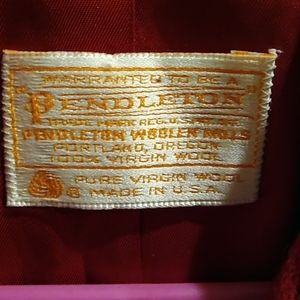 WARRANTED TO BE A
"PENDLETON"
TRADE MARK REG. U.S. PAT. OFF.
PENDLETON WOOLEN MILLS
PORTLAND, OREGON
100% VIRGIN WOOL
PURE VIRGIN WOOL
® MADE IN U.S.A.